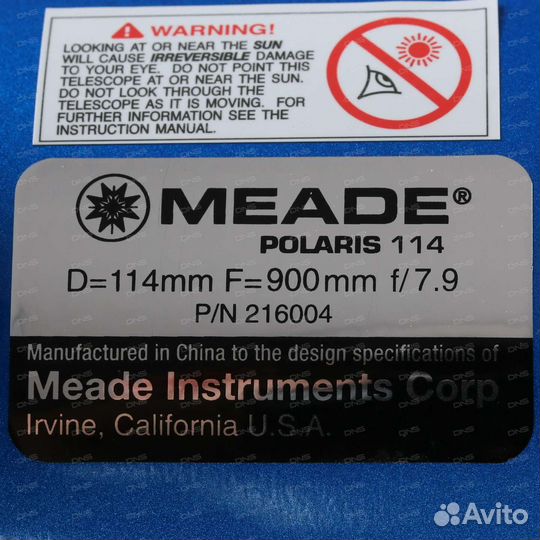 WARNING!
LOOKING AT OR NEAR THE SUN
WILL CAUSE IRREVERSIBLE DAMAGE
TO YOUR EYE. DO NOT POINT THIS
TELESCOPE AT OR NEAR THE SUN.
DO NOT LOOK THROUGH THE
TELESCOPE AS IT IS MOVING. FOR
FURTHER INFORMATION SEE THE
INSTRUCTION MANUAL.
MEADE®
POLARIS 114
D=114mm F=900mm f/7.9
P/N 216004
Manufactured in China to the design specifications of
Meade Instruments Corp
Irvine, California U.S.A.
Avito